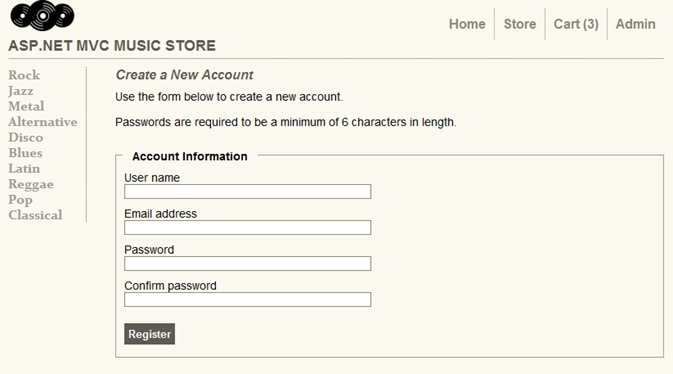 Home
Store
Cart (3)
Admin
ASP.NET MVC MUSIC STORE
Rock
Jazz
Metal
Alternative
Disco
Blues
Latin
Reggae
Pop
Classical
Create a New Account
Use the form below to create a new account.
Passwords are required to be a minimum of 6 characters in length.
Account Information
User name
Email address
Password
Confirm password
Register